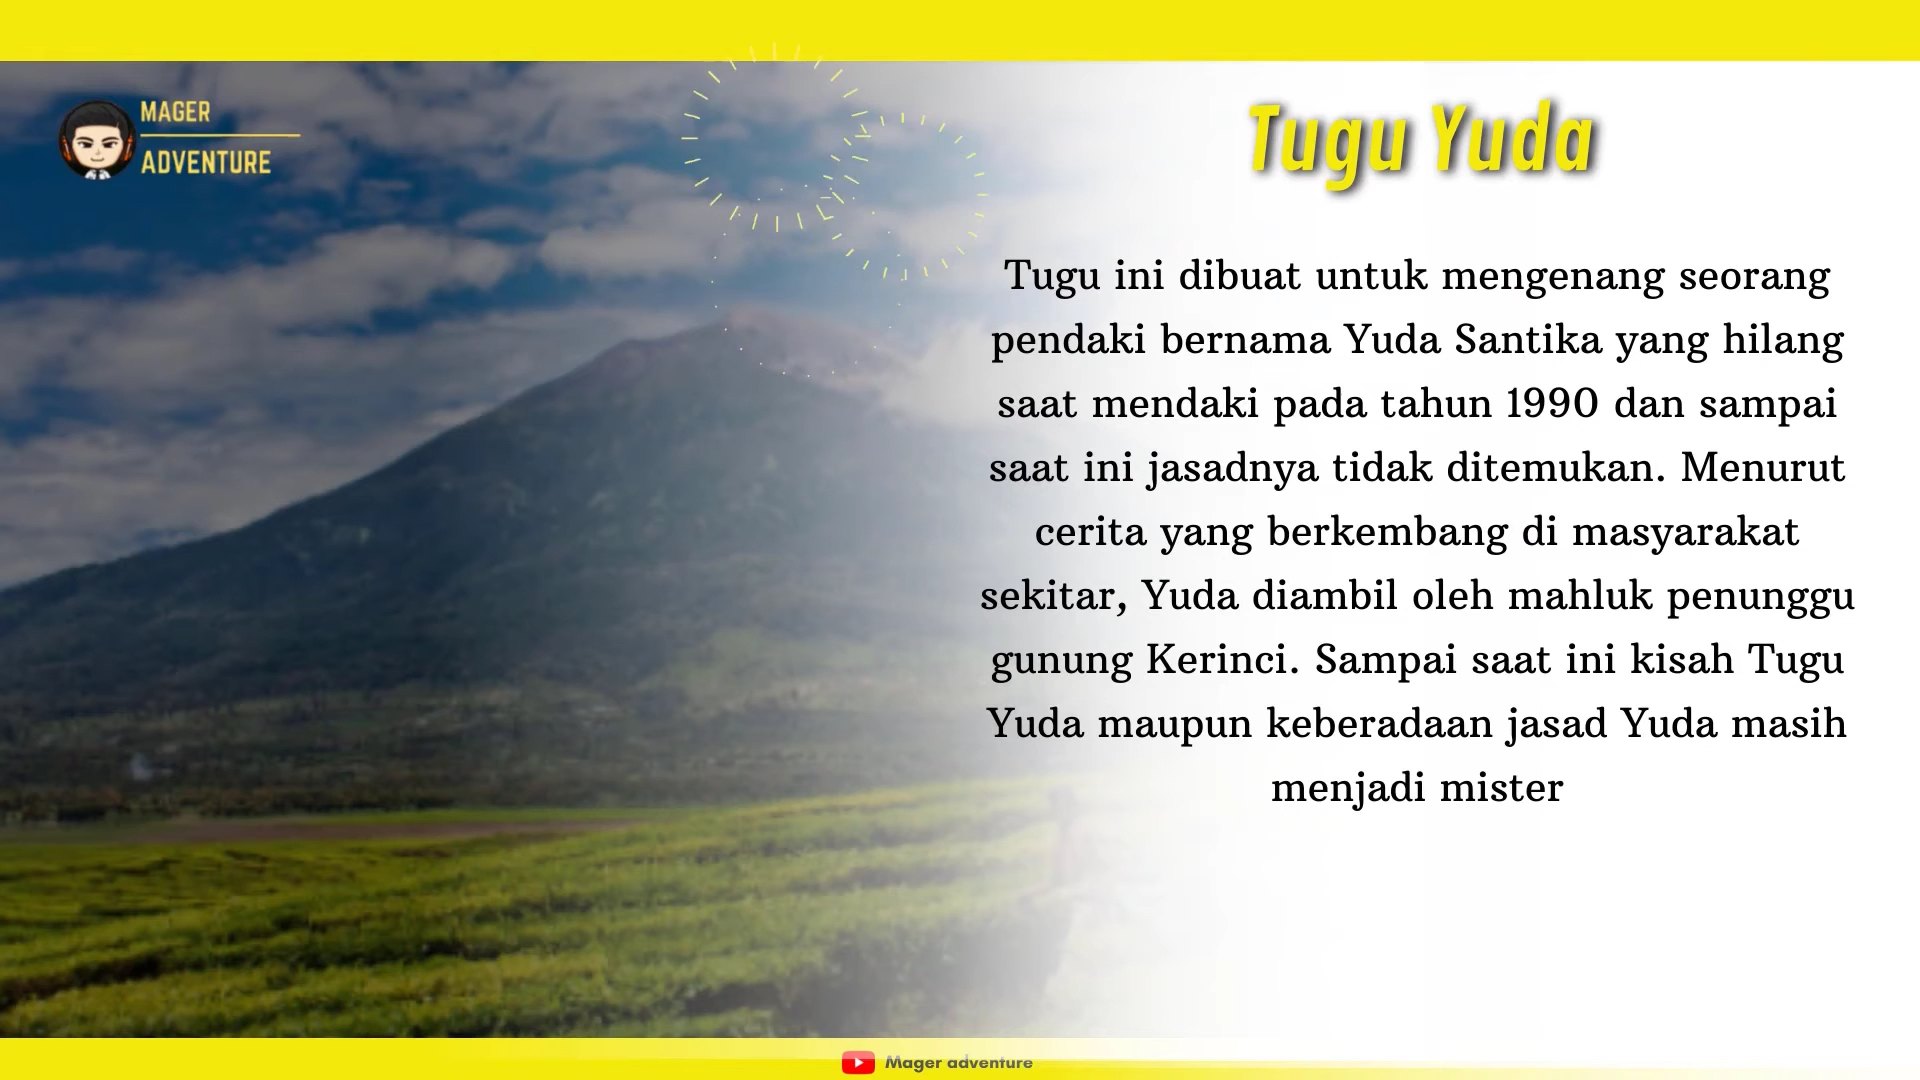 MAGER
ADVENTURE
Tugu Yuda
Tugu ini dibuat untuk mengenang seorang
pendaki bernama Yuda Santika yang hilang
saat mendaki pada tahun 1990 dan sampai
saat ini jasadnya tidak ditemukan. Menurut
cerita yang berkembang di masyarakat
sekitar, Yuda diambil oleh mahluk penunggu
gunung Kerinci. Sampai saat ini kisah Tugu
Yuda maupun keberadaan jasad Yuda masih
menjadi mister
Mager adventure